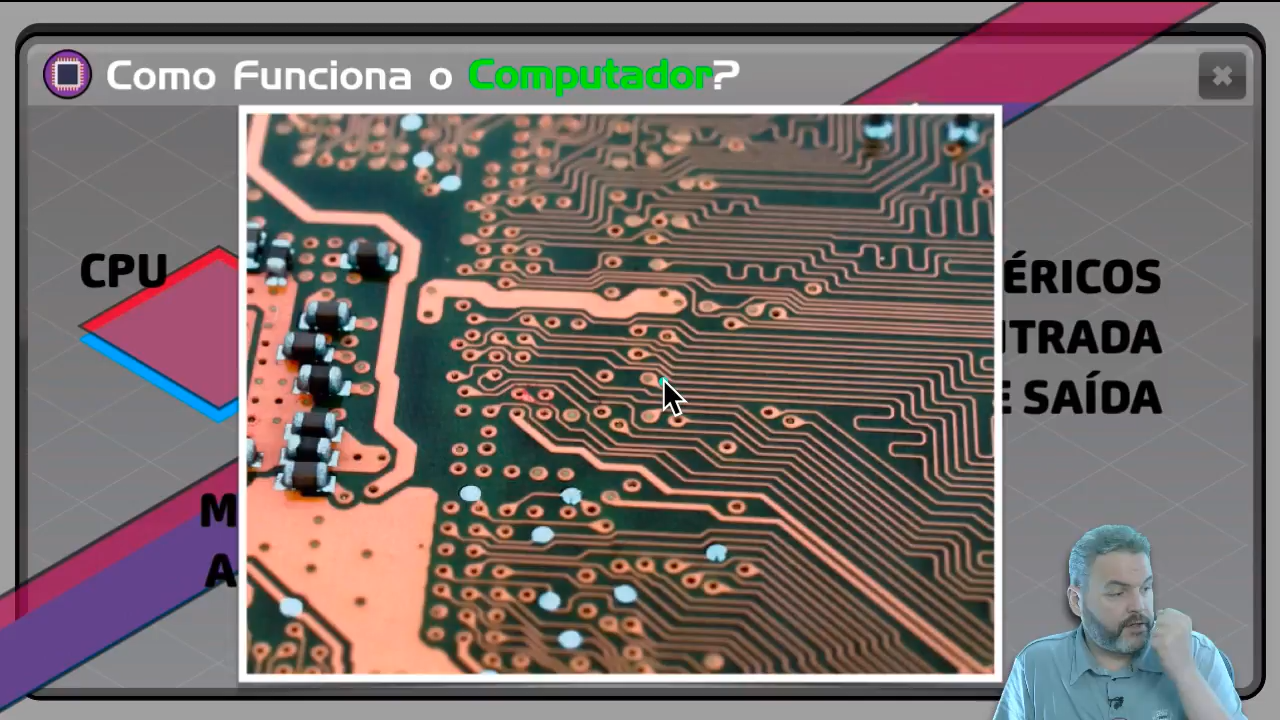 Como Funciona o Computador?
CPU
ÉRICOS
NTRADA
E SAÍDA
M
A